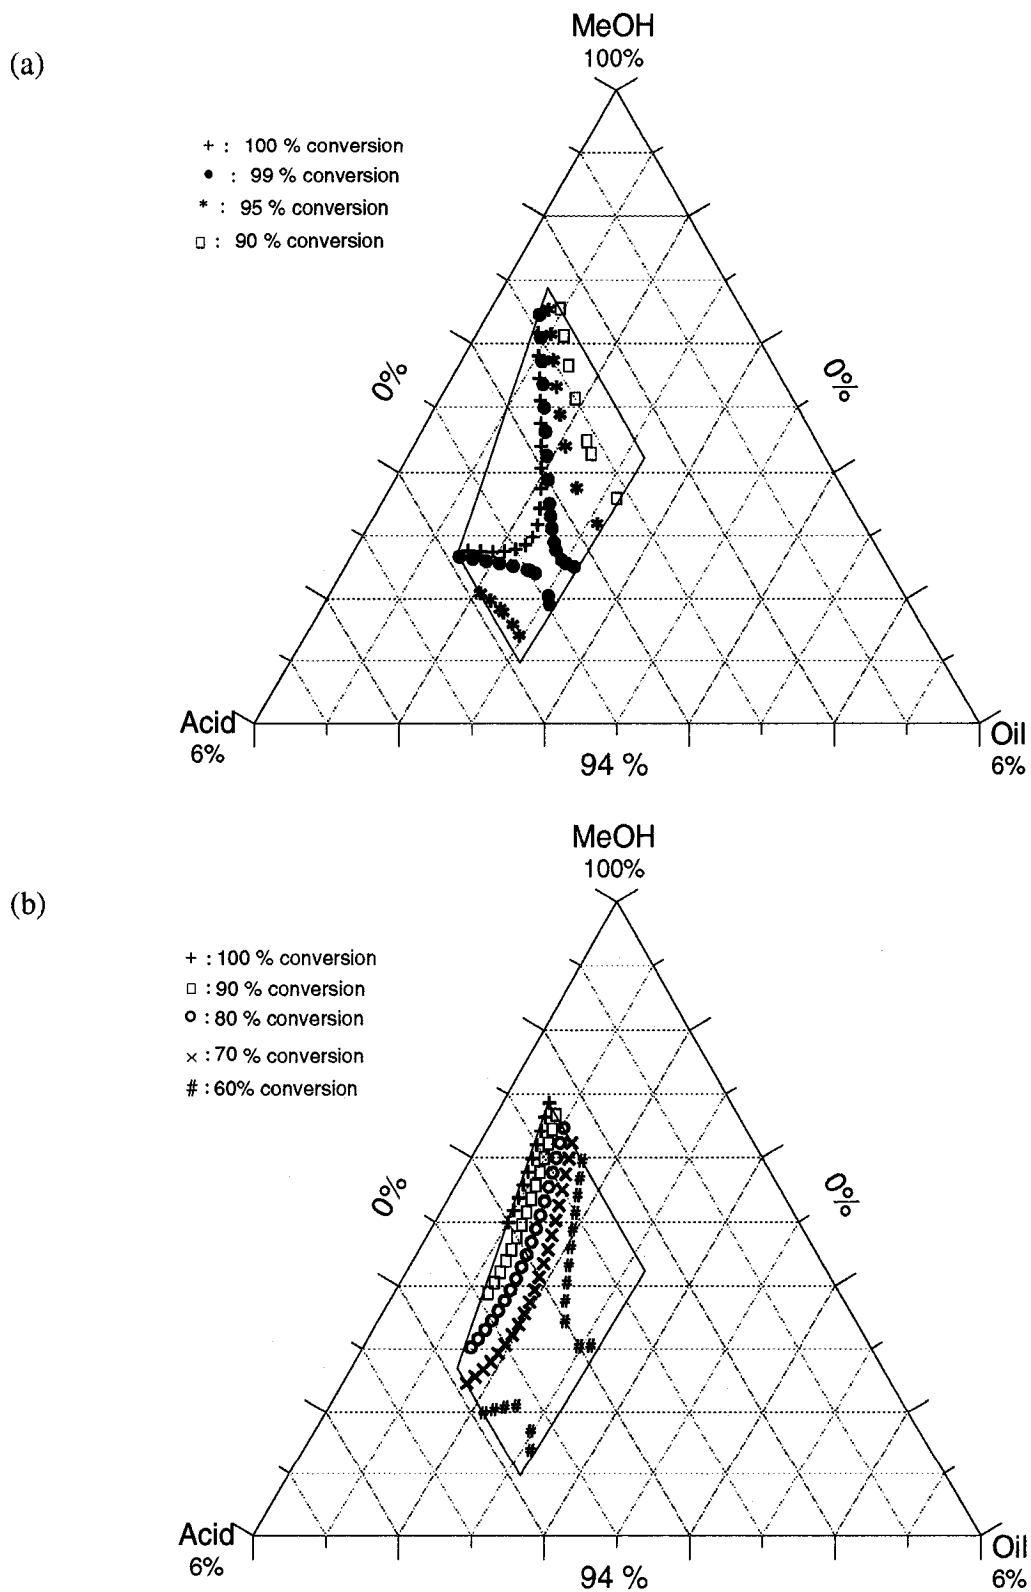 (a)
MeOH
100%
+ : 100 % conversion
● : 99 % conversion
* : 95 % conversion
□ : 90 % conversion
0%
0%
Acid
6%
94 %
Oil
6%
(b)
MeOH
100%
+ : 100 % conversion
□ : 90 % conversion
o : 80 % conversion
× : 70 % conversion
# : 60% conversion
0%
0%
Acid
6%
94 %
Oil
6%